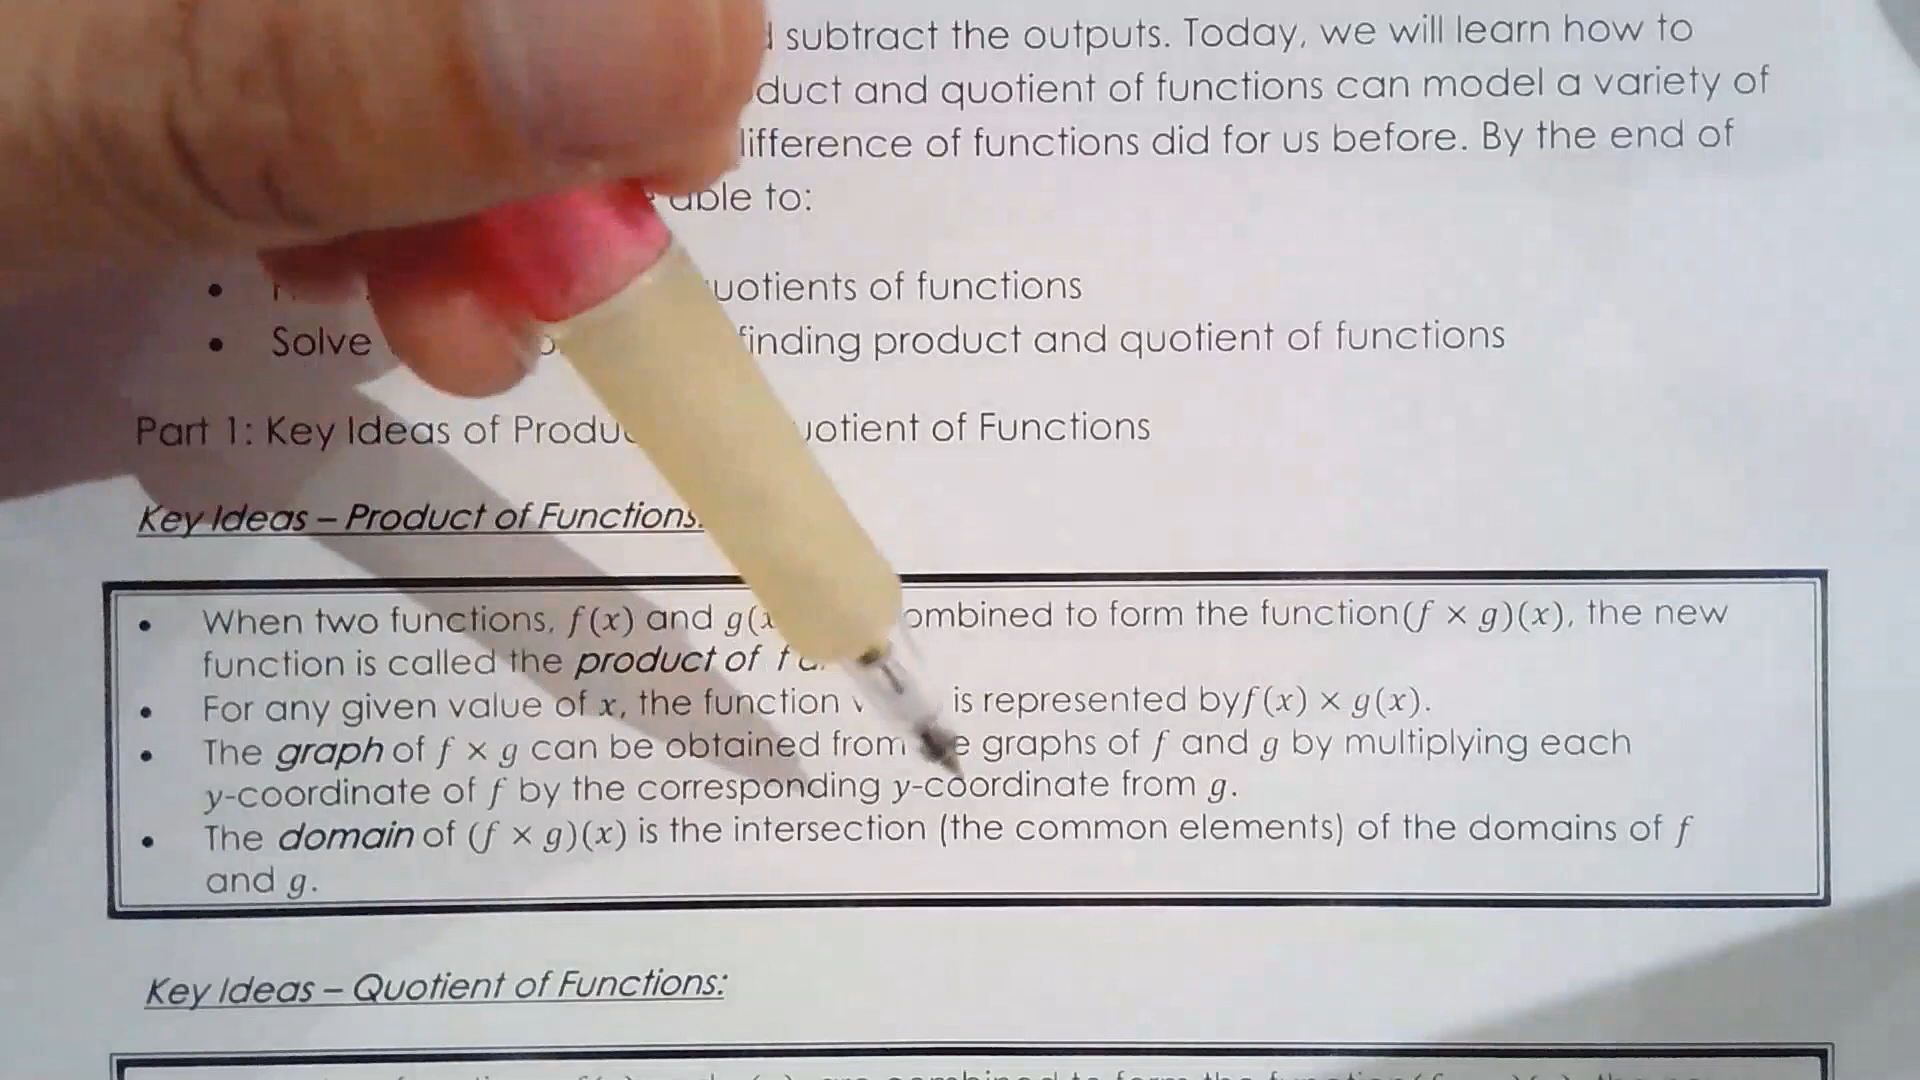 subtract the outputs. Today, we will learn how to
duct and quotient of functions can model a variety of
ifference of functions did for us before. By the end of
able to:
• uotients of functions
• Solve finding product and quotient of functions
Part 1: Key Ideas of Produ uotient of Functions
Key Ideas – Product of Functions:
• When two functions, f(x) and g(x ombined to form the function(f × g)(x), the new
function is called the product of f
• For any given value of x, the function is represented byf(x) × g(x).
• The graph of f × g can be obtained from e graphs of f and g by multiplying each
y-coordinate of f by the corresponding y-coordinate from g.
• The domain of (f × g)(x) is the intersection (the common elements) of the domains of f
and g.
Key Ideas – Quotient of Functions: